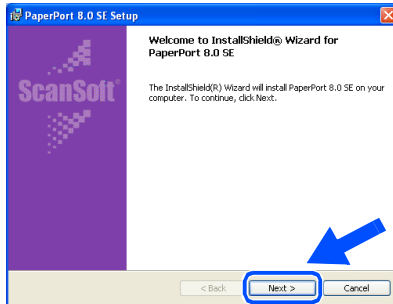 PaperPort 8.0 SE Setup
Welcome to InstallShield® Wizard for
PaperPort 8.0 SE
ScanSoft®
The InstallShield(R) Wizard will install PaperPort 8.0 SE on your
computer. To continue, click Next.
< Back
Next >
Cancel